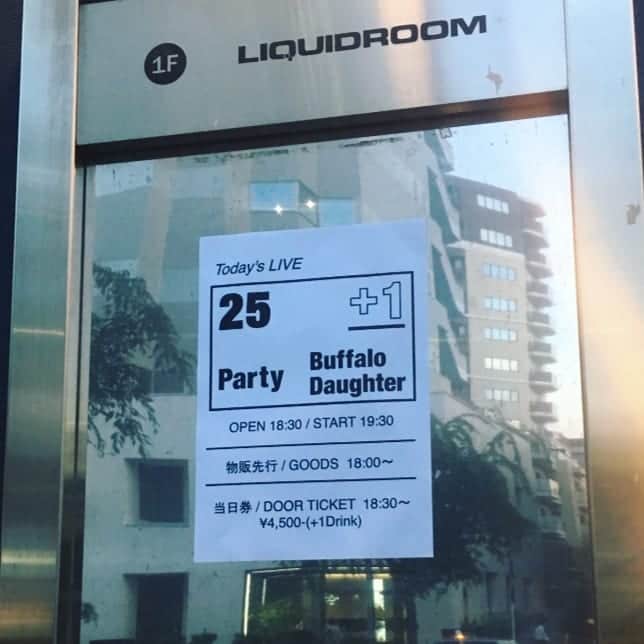 1F LIQUIDROOM
Today's LIVE
25 +1
Party Buffalo Daughter
OPEN 18:30 / START 19:30
物販先行 / GOODS 18:00～
当日券 / DOOR TICKET 18:30～
¥4,500-(+1Drink)